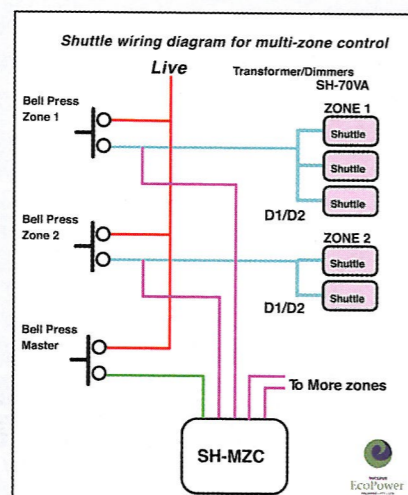 Shuttle wiring diagram for multi-zone control
Live
Transformer/Dimmers
SH-70VA
Bell Press
Zone 1
ZONE 1
Shuttle
Shuttle
Shuttle
D1/D2
Bell Press
Zone 2
ZONE 2
Shuttle
Shuttle
D1/D2
Bell Press
Master
To More zones
SH-MZC
EcoPower